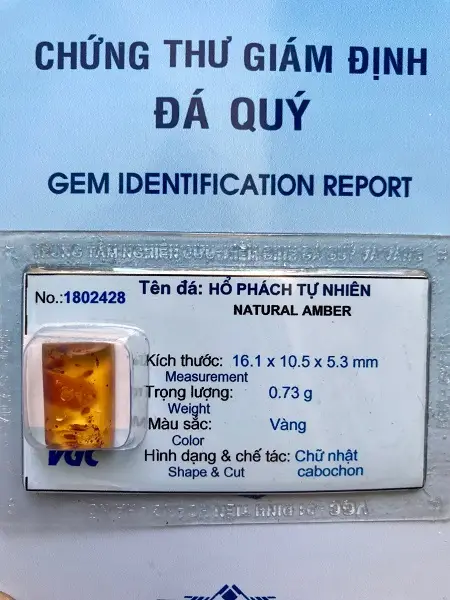 CHỨNG THƯ GIÁM ĐỊNH
ĐÁ QUÝ
GEM IDENTIFICATION REPORT
No.:1802428
Tên đá: HỔ PHÁCH TỰ NHIÊN
NATURAL AMBER
Kích thước: 16.1 x 10.5 x 5.3 mm
Measurement
Trọng lượng: 0.73 g
Weight
Màu sắc: Vàng
Color
Hình dạng & chế tác: Chữ nhật
Shape & Cut cabochon
VGC